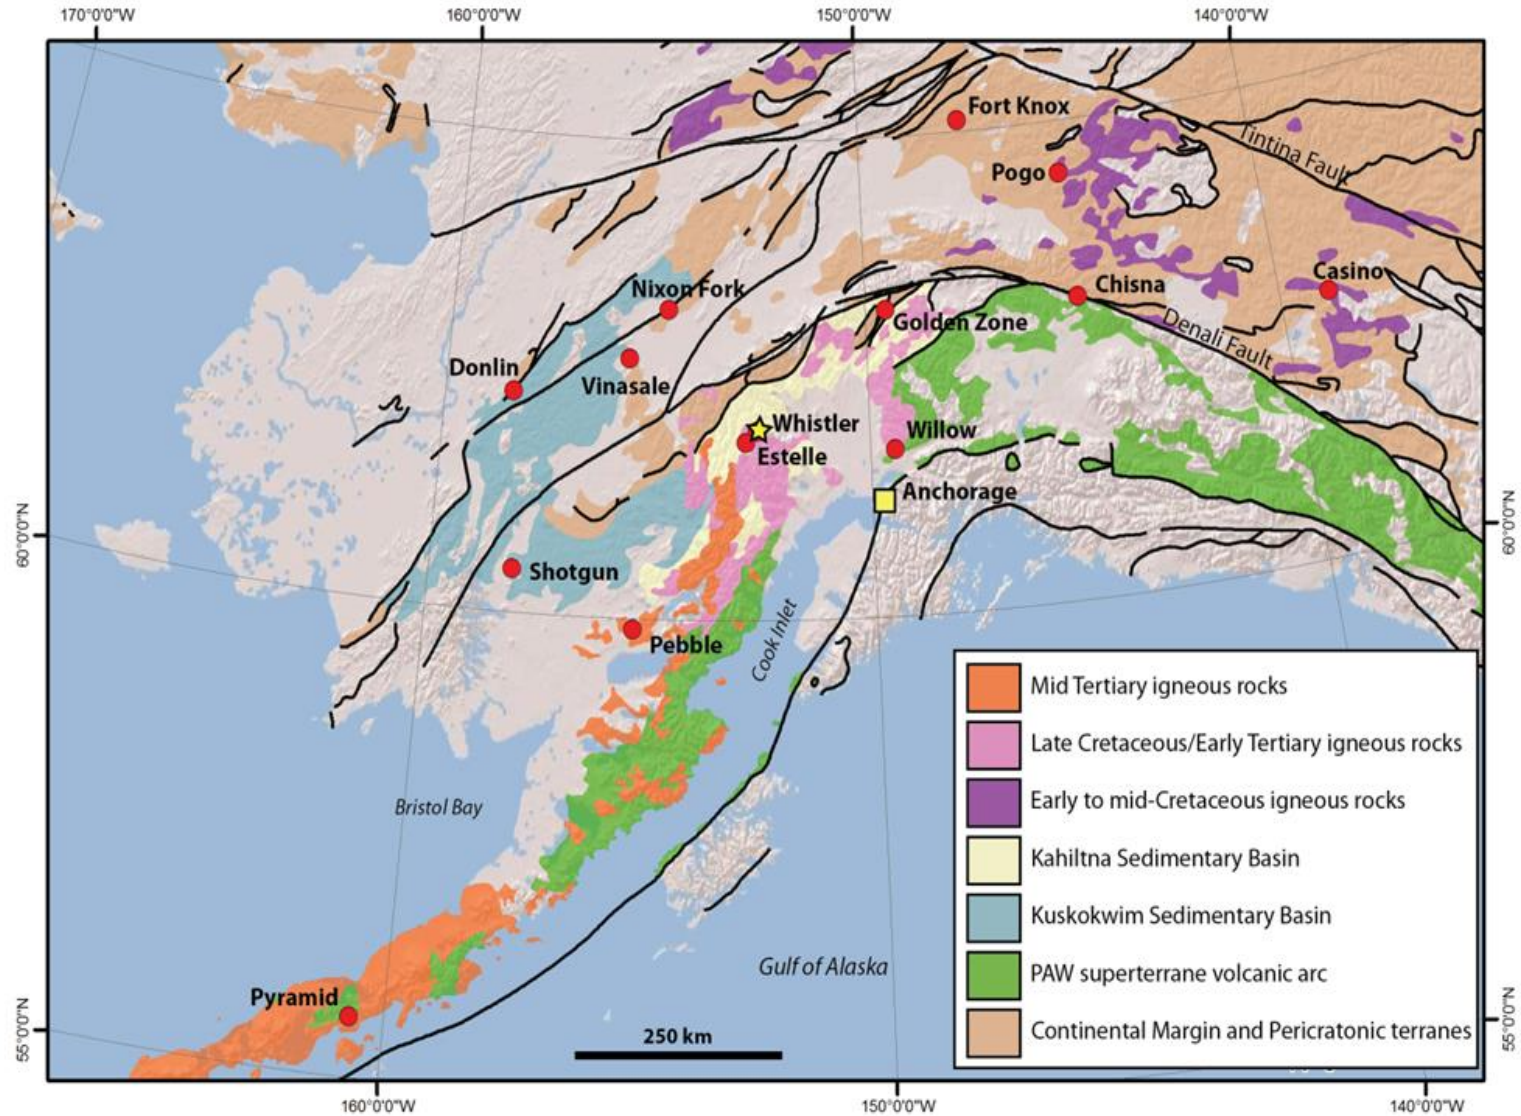 170°0'0"W
160°0'0"W
150°0'0"W
140°0'0"W
Fort Knox
Tintina Fault
Pogo
Casino
Nixon Fork
Chisna
Golden Zone
Denali Fault
Donlin
Vinasale
Whistler
Willow
Estelle
Anchorage
60°0'0"N
60°0'0"N
Shotgun
Cook Inlet
Pebble
Mid Tertiary igneous rocks
Late Cretaceous/Early Tertiary igneous rocks
Early to mid-Cretaceous igneous rocks
Kahiltna Sedimentary Basin
Kuskokwim Sedimentary Basin
PAW superterrane volcanic arc
Continental Margin and Pericratonic terranes
Bristol Bay
Gulf of Alaska
Pyramid
250 km
55°0'0"N
55°0'0"N
160°0'0"W
150°0'0"W
140°0'0"W